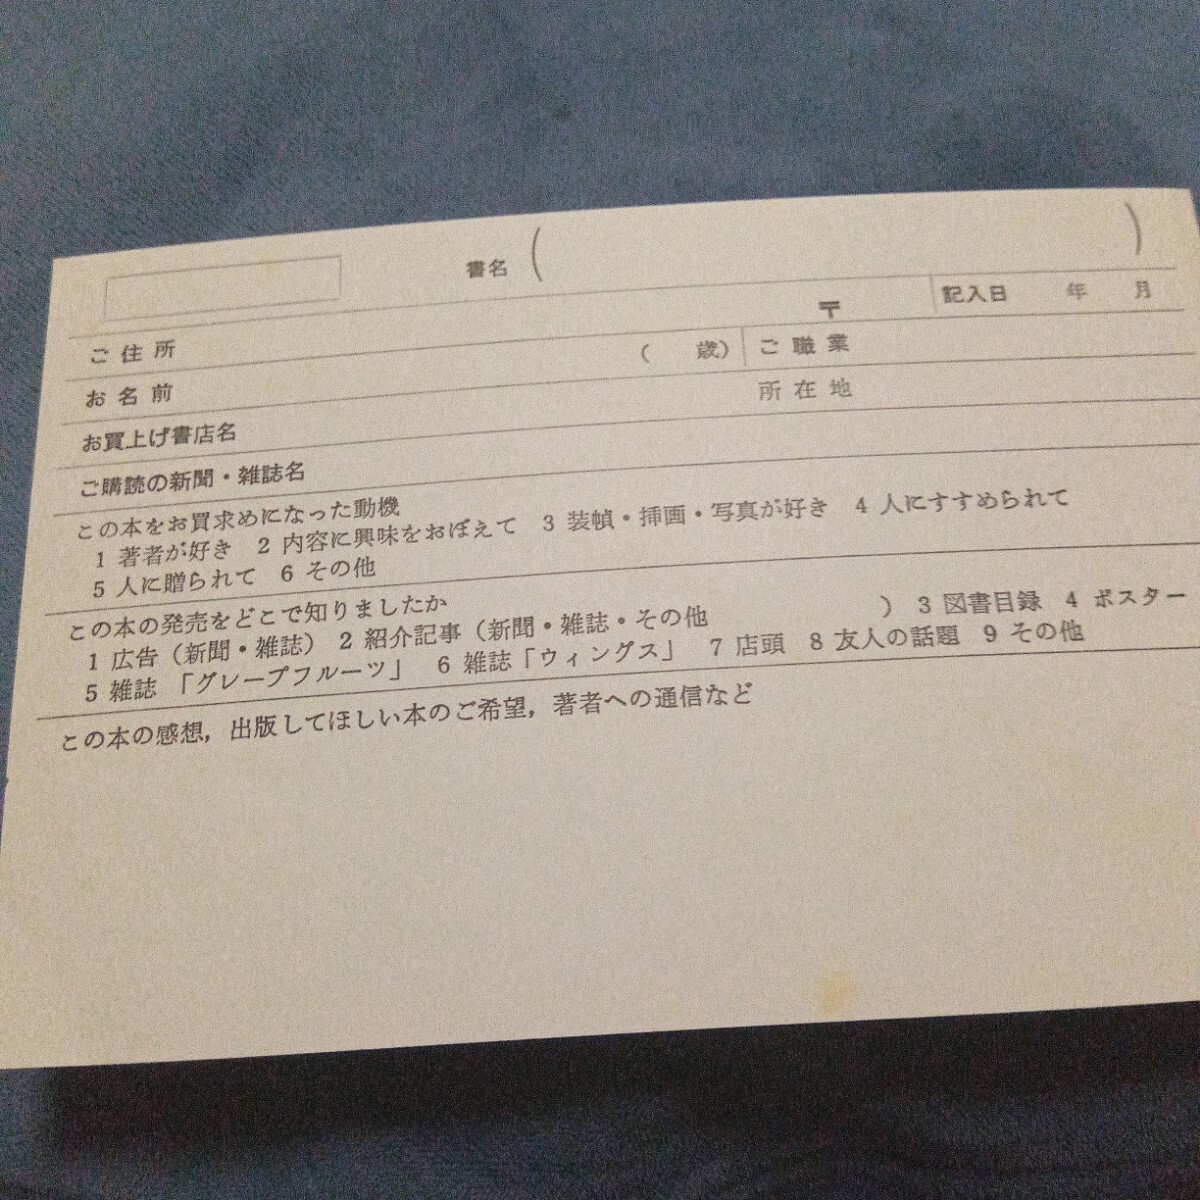 書名 ( )
ご住所 〒 記入日 年 月
お名前 ( 歳) ご職業
お買上げ書店名 所在地
ご購読の新聞・雑誌名
この本をお買求めになった動機
1 著者が好き 2 内容に興味をおぼえて 3 装幀・挿画・写真が好き 4 人にすすめられて
5 人に贈られて 6 その他
この本の発売をどこで知りましたか
1 広告（新聞・雑誌） 2 紹介記事（新聞・雑誌・その他 ） 3 図書目録 4 ポスター
5 雑誌「グレープフルーツ」 6 雑誌「ウィングス」 7 店頭 8 友人の話題 9 その他
この本の感想，出版してほしい本のご希望，著者への通信など